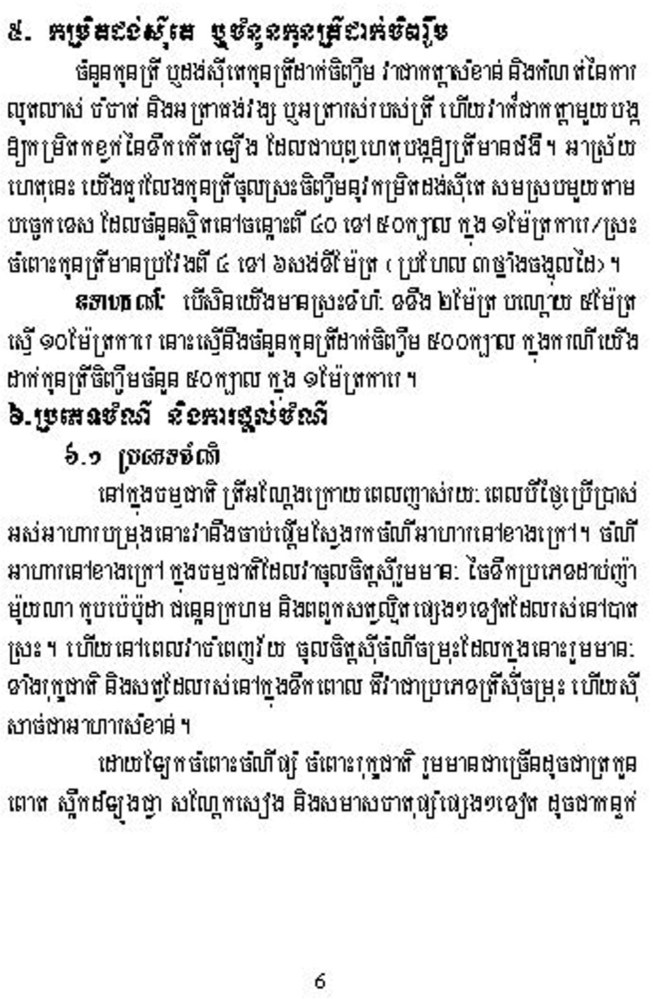 ៥. កម្រិតដង់ស៊ីតេ ឬចំនួនកូនត្រីដាក់ចិញ្ចឹម
ចំនួនកូនត្រី ឬដង់ស៊ីតេកូនត្រីដាក់ចិញ្ចឹម វាជាកត្តាសំខាន់ និងកំណត់នៃការ
លូតលាស់ ចំបាត់ និងអត្រាគង់វង្ស ឬអត្រារស់របស់ត្រី ហើយវាក៏ជាកត្តាមួយបង្ក
ឱ្យកម្រិតកខ្វក់នៃទឹកកើតឡើង ដែលជាបុព្វហេតុបង្កឱ្យត្រីមានជំងឺ។ អាស្រ័យ
ហេតុនេះ យើងគួរលែងកូនត្រីចូលស្រះចិញ្ចឹមនូវកម្រិតដង់ស៊ីតេ សមស្របមួយតាម
បច្ចេកទេស ដែលចំនួនស្ថិតនៅចន្លោះពី ៤០ ទៅ ៥០ក្បាល ក្នុង ១ម៉ែត្រការេ/ស្រះ
ចំពោះកូនត្រីមានប្រវែងពី ៤ ទៅ ៦សង់ទីម៉ែត្រ (ប្រហែល ៣ថ្នាំងចង្អុលដៃ)។
ឧទាហរណ៍: បើសិនយើងមានស្រះទំហំ: ទទឹង ២ម៉ែត្រ បណ្តោយ ៥ម៉ែត្រ
ស្មើ ១០ម៉ែត្រការេ នោះស្មើនឹងចំនួនកូនត្រីដាក់ចិញ្ចឹម ៥០០ក្បាល ក្នុងករណីយើង
ដាក់កូនត្រីចិញ្ចឹមចំនួន ៥០ក្បាល ក្នុង ១ម៉ែត្រការេ។
៦.ប្រភេទចំណី និងការផ្តល់ចំណី
៦.១ ប្រភេទចំណី
នៅក្នុងធម្មជាតិ ត្រីអណ្តែងក្រោយពេលញាស់រយៈពេលបីថ្ងៃប្រើប្រាស់
អស់អាហារបម្រុងនោះវានឹងចាប់ផ្តើមស្វែងរកចំណីអាហារនៅខាងក្រៅ។ ចំណី
អាហារនៅខាងក្រៅ ក្នុងធម្មជាតិដែលវាចូលចិត្តស៊ីរួមមាន: ចៃទឹកប្រភេទដាប់ញ៉ា
ម៉ូយណា កូបប៉េប៉ូដា ជន្លេនក្រហម និងពពួកសត្វល្អិតផ្សេងៗទៀតដែលរស់នៅបាត
ស្រះ។ ហើយនៅពេលវាចំពេញវ័យ ចូលចិត្តស៊ីចំណីចម្រុះដែលក្នុងនោះរួមមាន:
ទាំងរុក្ខជាតិ និងសត្វដែលរស់នៅក្នុងទឹកពោល គឺវាជាប្រភេទត្រីស៊ីចម្រុះ ហើយស៊ី
សាច់ជាអាហារសំខាន់។
ដោយឡែកចំពោះចំណីផ្សំ ចំពោះរុក្ខជាតិ រួមមានជាច្រើនដូចជាត្រកួន
ពោត ស្លឹកដំឡូងជ្វា សណ្តែកសៀង និងសមាសធាតុផ្សំផ្សេងៗទៀត ដូចជាកន្ទក់
6